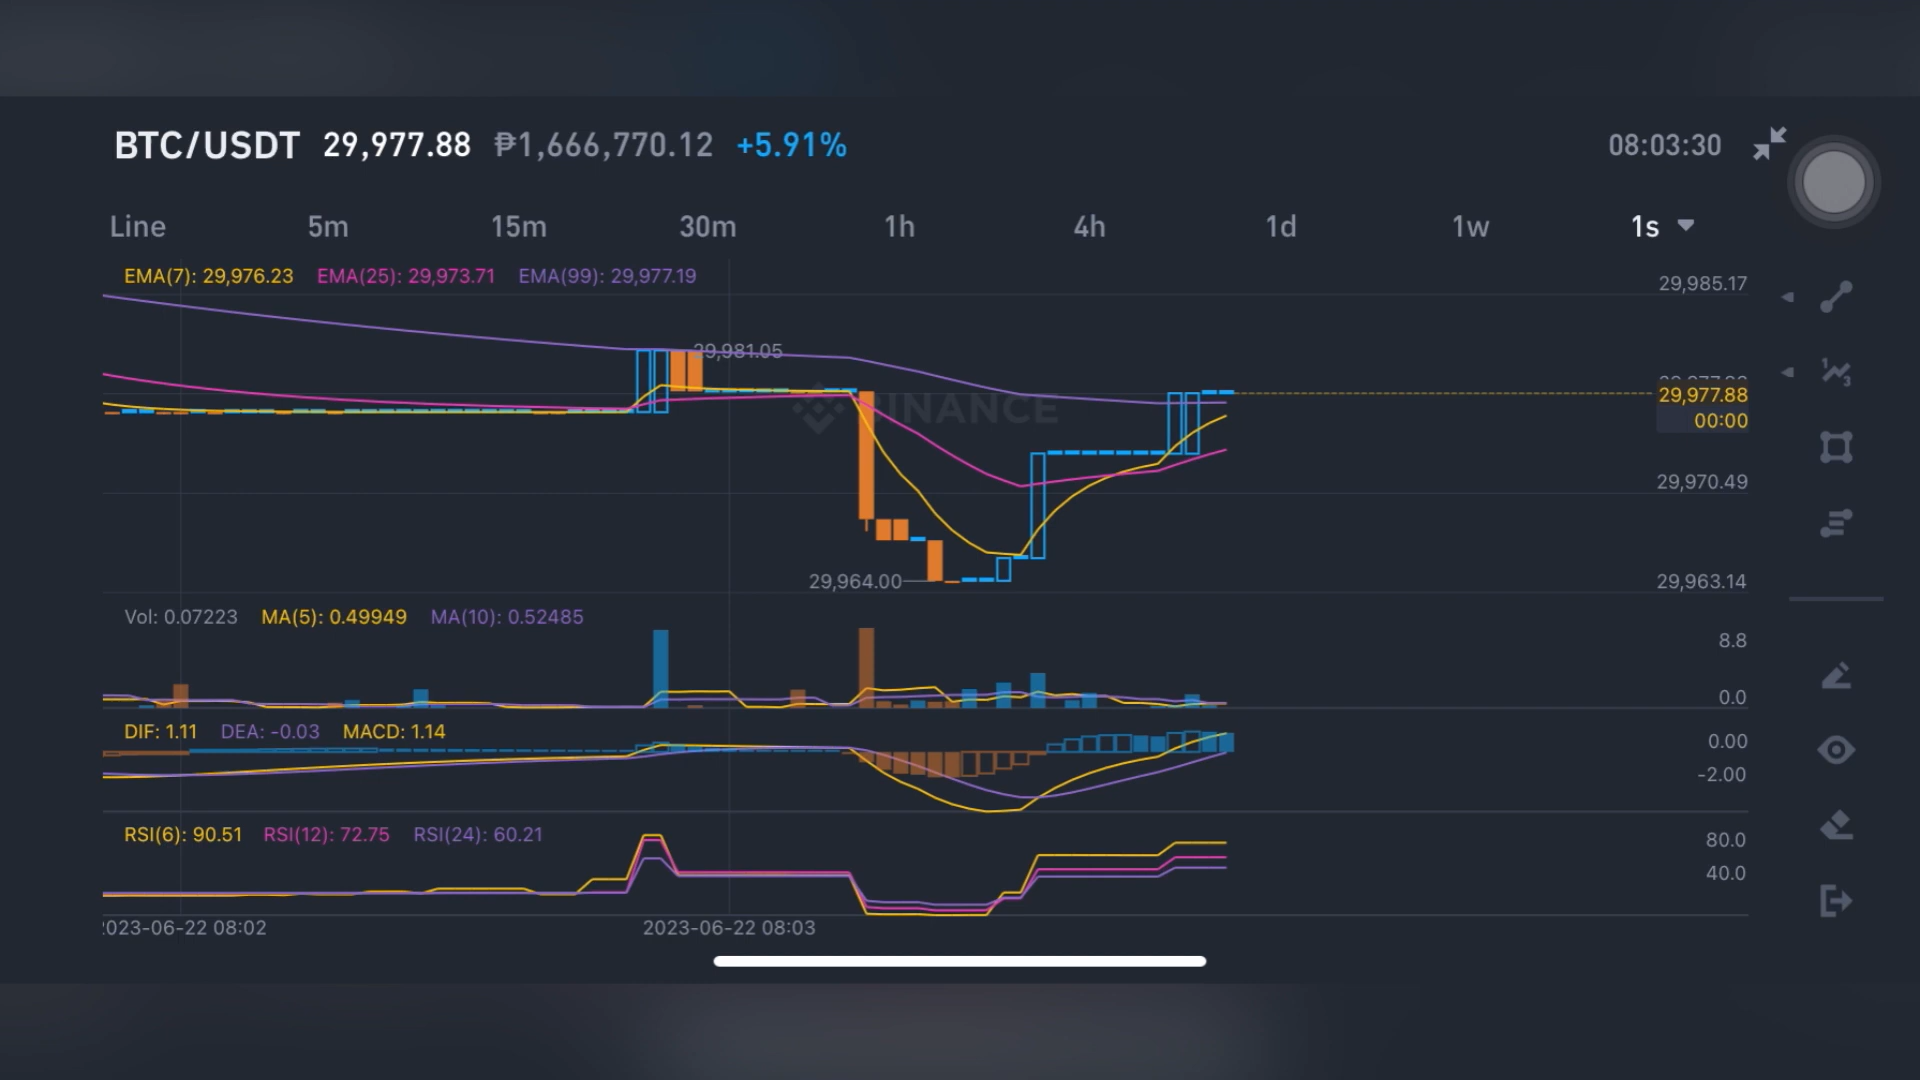 BTC/USDT 29,977.88 ₱1,666,770.12 +5.91% 08:03:30
Line 5m 15m 30m 1h 4h 1d 1w 1s
EMA(7): 29,976.23 EMA(25): 29,973.71 EMA(99): 29,977.19
29,985.17
29,981.05
29,977.88
00:00
BINANCE
29,970.49
29,964.00
29,963.14
Vol: 0.07223 MA(5): 0.49949 MA(10): 0.52485
8.8
0.0
DIF: 1.11 DEA: -0.03 MACD: 1.14
0.00
-2.00
RSI(6): 90.51 RSI(12): 72.75 RSI(24): 60.21
80.0
40.0
2023-06-22 08:02 2023-06-22 08:03